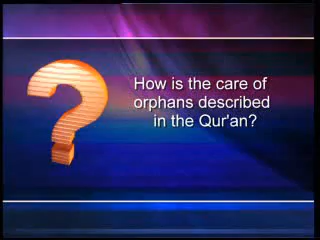 How is the care of
orphans described
in the Qur'an?